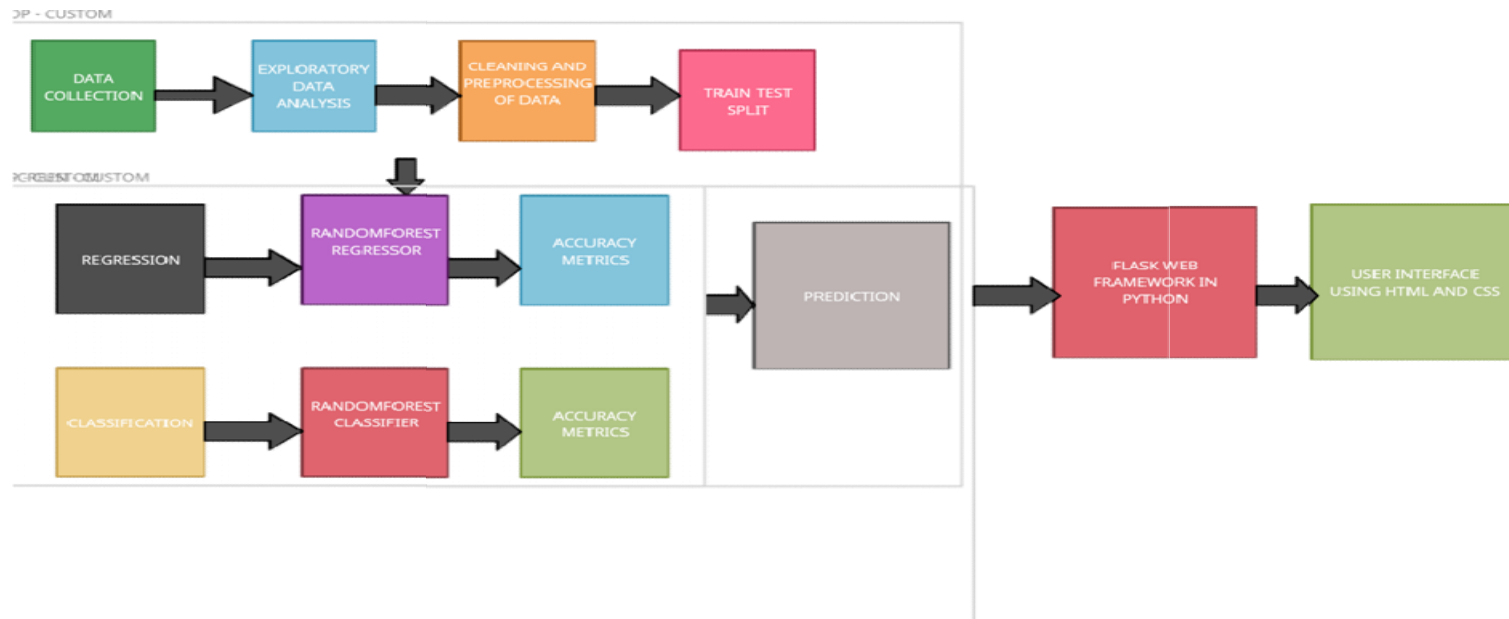 OP - CUSTOM
DATA
COLLECTION
EXPLORATORY
DATA
ANALYSIS
CLEANING AND
PREPROCESSING
OF DATA
TRAIN TEST
SPLIT
CUSTOM
REGRESSION
RANDOMFOREST
REGRESSOR
ACCURACY
METRICS
PREDICTION
FLASK WEB
FRAMEWORK IN
PYTHON
USER INTERFACE
USING HTML AND CSS
CLASSIFICATION
RANDOMFOREST
CLASSIFIER
ACCURACY
METRICS